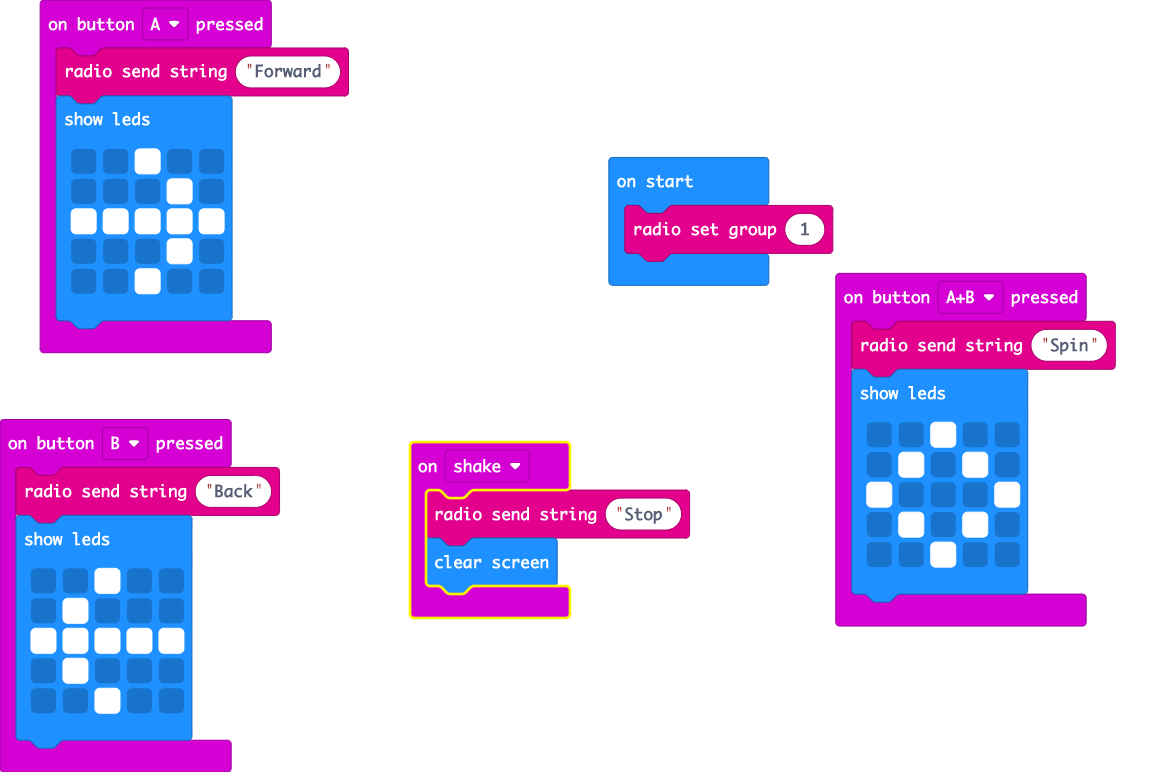 on button A pressed
radio send string "Forward"
show leds
on start
radio set group 1
on button A+B pressed
radio send string "Spin"
show leds
on button B pressed
radio send string "Back"
show leds
on shake
radio send string "Stop"
clear screen